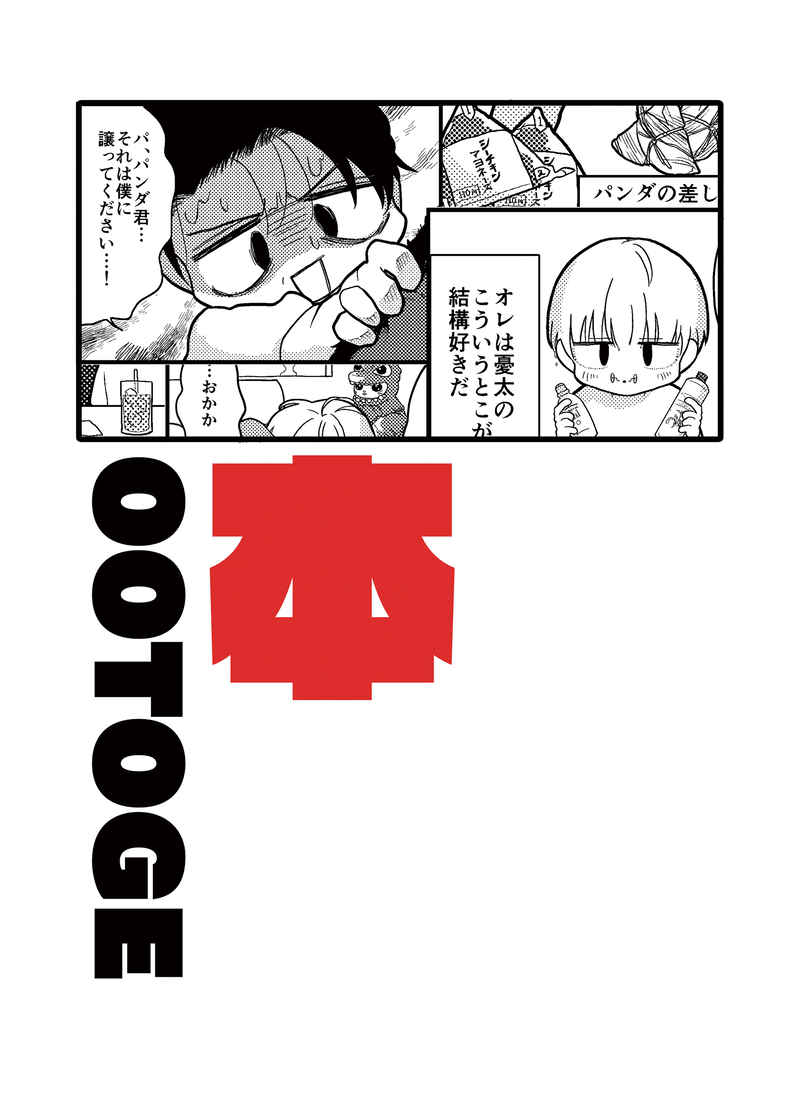 シーチキン
マヨネーズ
パンダの差し
オレは憂太の
こういうとこが
結構好きだ
パ、パンダ君…
それは僕に
譲ってください…!
…おかか
本
OOTOGE